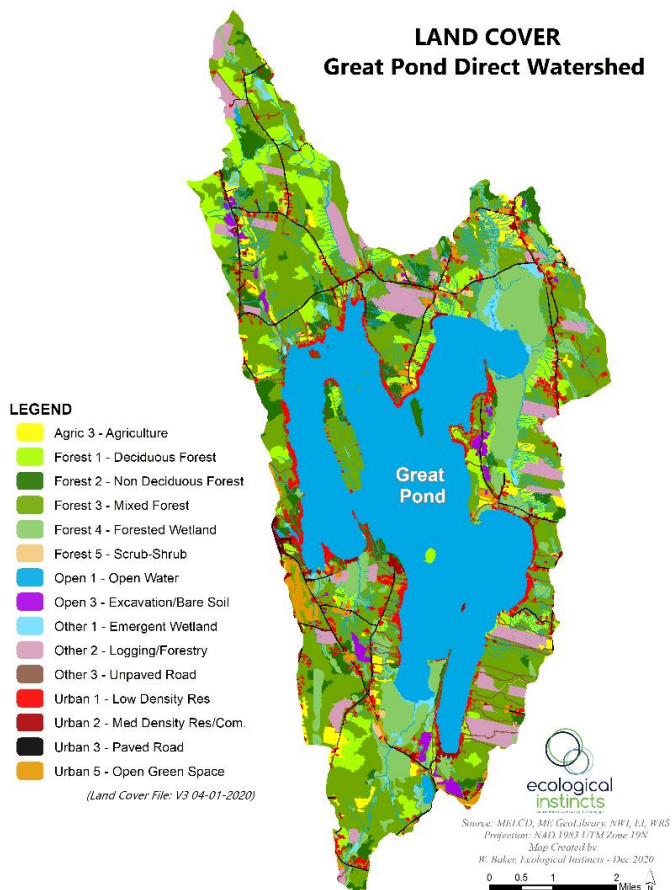 LAND COVER
Great Pond Direct Watershed
Great
Pond
LEGEND
Agric 3 - Agriculture
Forest 1 - Deciduous Forest
Forest 2 - Non Deciduous Forest
Forest 3 - Mixed Forest
Forest 4 - Forested Wetland
Forest 5 - Scrub-Shrub
Open 1 - Open Water
Open 3 - Excavation/Bare Soil
Other 1 - Emergent Wetland
Other 2 - Logging/Forestry
Other 3 - Unpaved Road
Urban 1 - Low Density Res
Urban 2 - Med Density Res/Com.
Urban 3 - Paved Road
Urban 5 - Open Green Space
(Land Cover File: V3 04-01-2020)
ecological
instincts
Source: MELCD, ME GeoLibrary, NWI, EI, WRS
Projection: NAD 1983 UTM Zone 19N
Map Created by:
W. Baker, Ecological Instincts - Dec 2020
0 0.5 1 2
Miles N